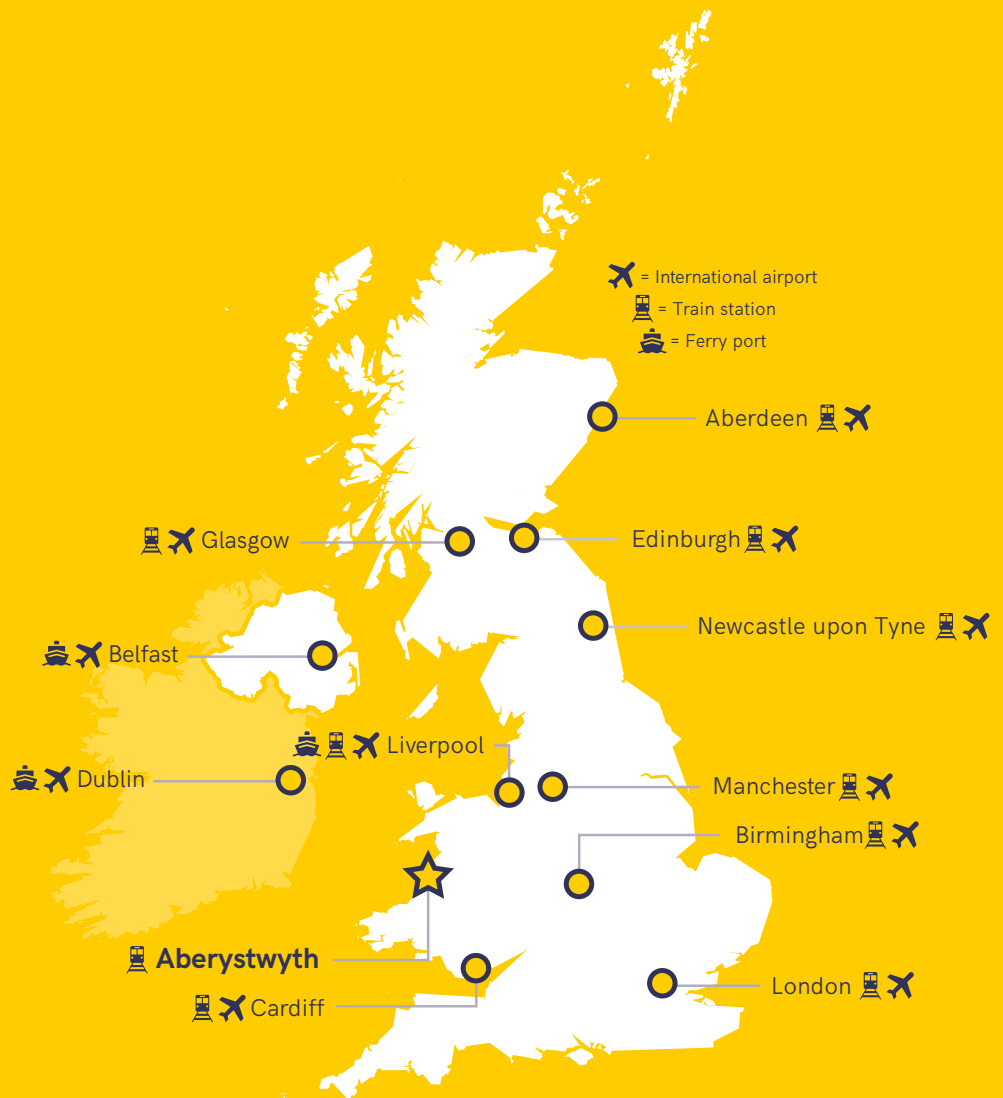 = International airport
= Train station
= Ferry port
Aberdeen
Glasgow
Edinburgh
Newcastle upon Tyne
Belfast
Liverpool
Dublin
Manchester
Birmingham
Aberystwyth
London
Cardiff